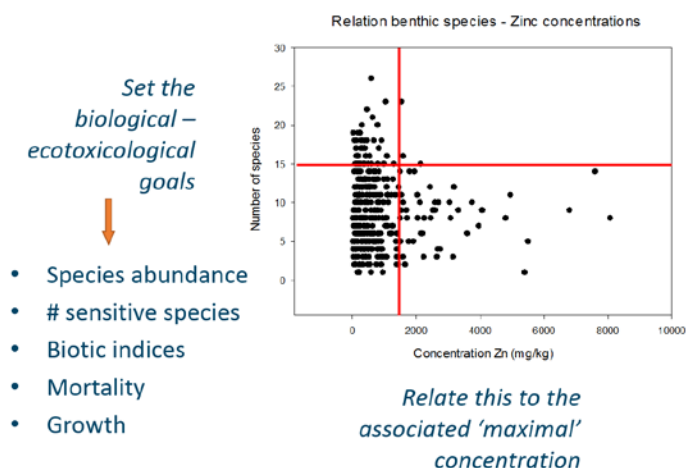 Relation benthic species - Zinc concentrations
Set the
biological –
ecotoxicological
goals
• Species abundance
• # sensitive species
• Biotic indices
• Mortality
• Growth
Number of species
30
25
20
15
10
5
0
0 2000 4000 6000 8000 10000
Concentration Zn (mg/kg)
Relate this to the
associated ‘maximal’
concentration